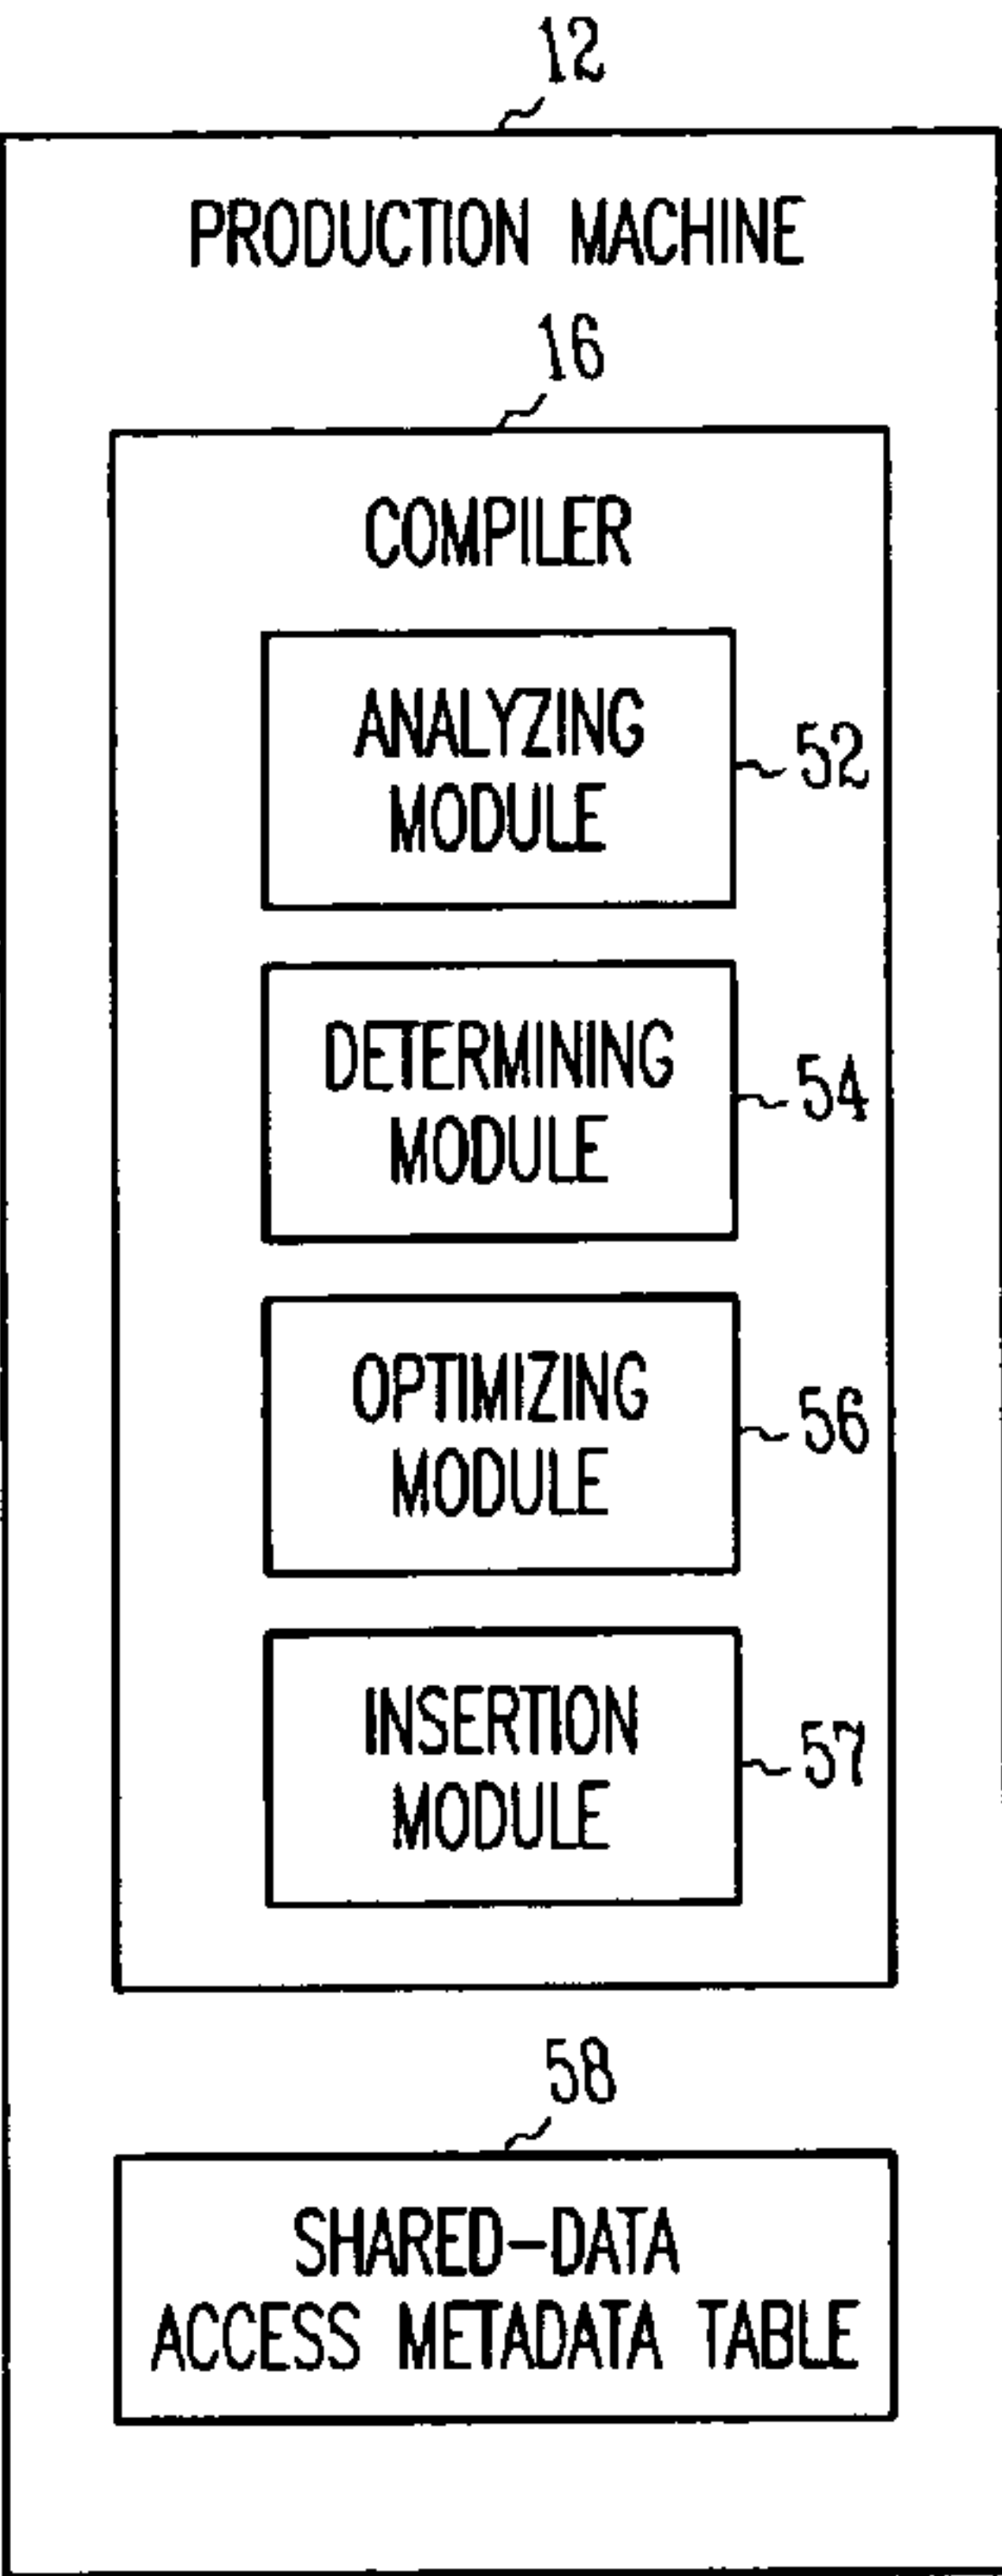 12
PRODUCTION MACHINE
16
COMPILER
ANALYZING
MODULE
52
DETERMINING
MODULE
54
OPTIMIZING
MODULE
56
INSERTION
MODULE
57
58
SHARED-DATA
ACCESS METADATA TABLE